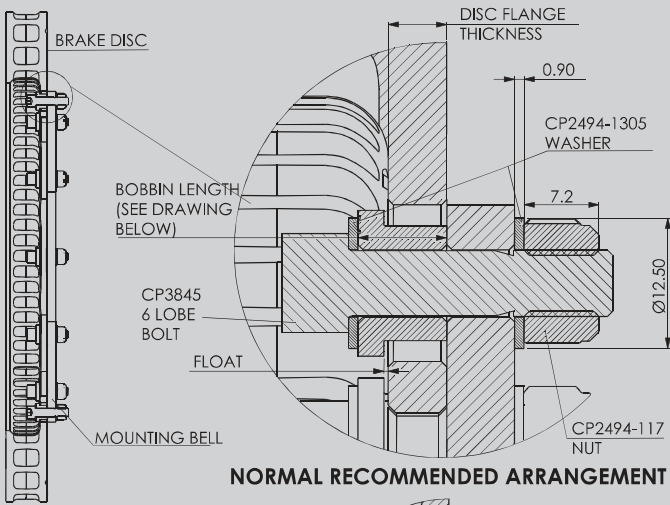 DISC FLANGE
THICKNESS
BRAKE DISC
0.90
CP2494-1305
WASHER
7.2
BOBBIN LENGTH
(SEE DRAWING
BELOW)
Ø12.50
CP3845
6 LOBE
BOLT
FLOAT
MOUNTING BELL
CP2494-117
NUT
NORMAL RECOMMENDED ARRANGEMENT